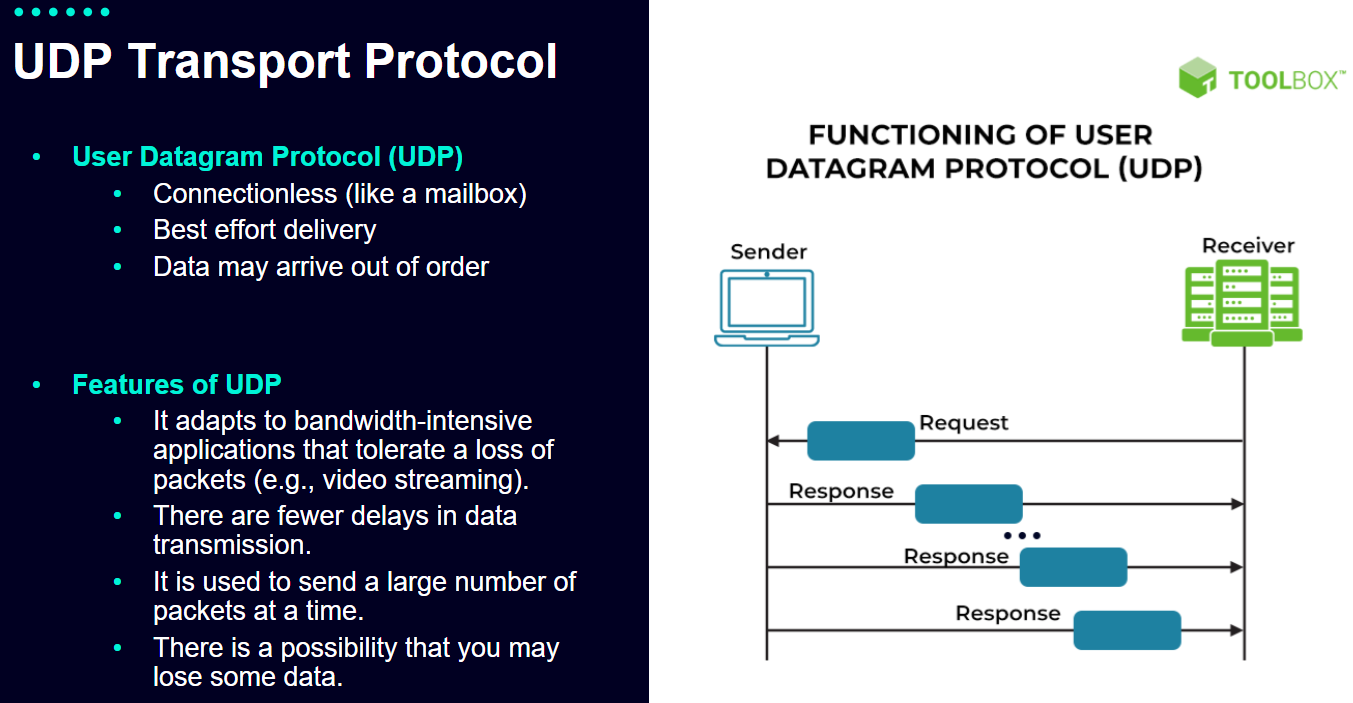 UDP Transport Protocol
• User Datagram Protocol (UDP)
• Connectionless (like a mailbox)
• Best effort delivery
• Data may arrive out of order
• Features of UDP
• It adapts to bandwidth-intensive
applications that tolerate a loss of
packets (e.g., video streaming).
• There are fewer delays in data
transmission.
• It is used to send a large number of
packets at a time.
• There is a possibility that you may
lose some data.
TOOLBOX™
FUNCTIONING OF USER
DATAGRAM PROTOCOL (UDP)
Sender
Receiver
Request
Response
...
Response
Response